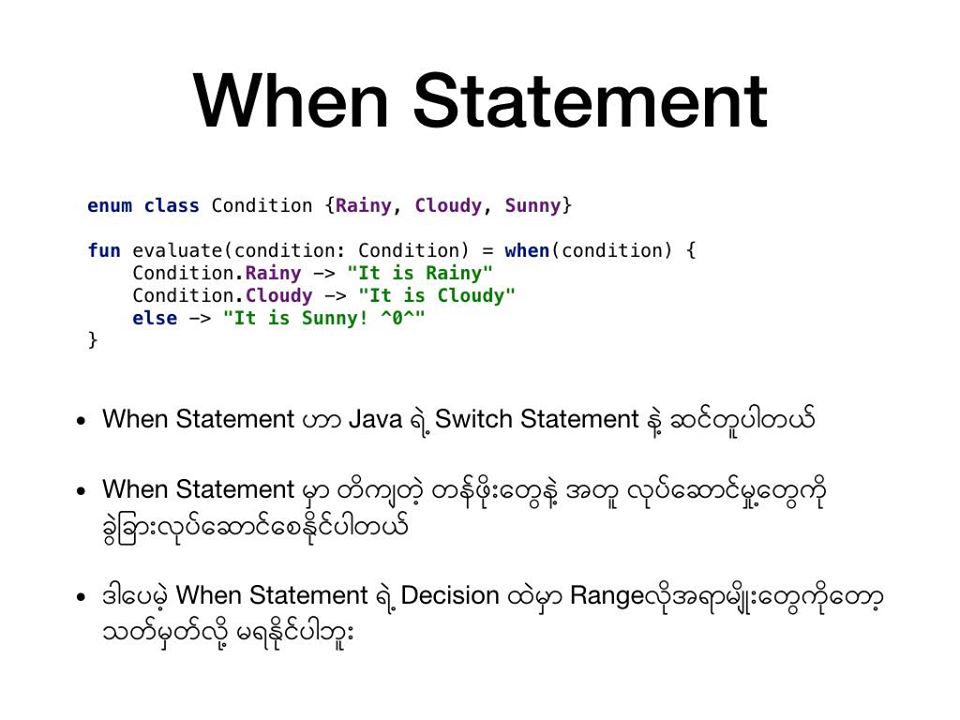 When Statement
enum class Condition {Rainy, Cloudy, Sunny}
fun evaluate(condition: Condition) = when(condition) {
    Condition.Rainy -> "It is Rainy"
    Condition.Cloudy -> "It is Cloudy"
    else -> "It is Sunny! ^0^"
}
• When Statement ဟာ Java ရဲ့ Switch Statement နဲ့ ဆင်တူပါတယ်
• When Statement မှာ တိကျတဲ့ တန်ဖိုးတွေနဲ့ အတူ လုပ်ဆောင်မှု့တွေကို
ခွဲခြားလုပ်ဆောင်စေနိုင်ပါတယ်
• ဒါပေမဲ့ When Statement ရဲ့ Decision ထဲမှာ Rangeလိုအရာမျိုးတွေကိုတော့
သတ်မှတ်လို့ မရနိုင်ပါဘူး